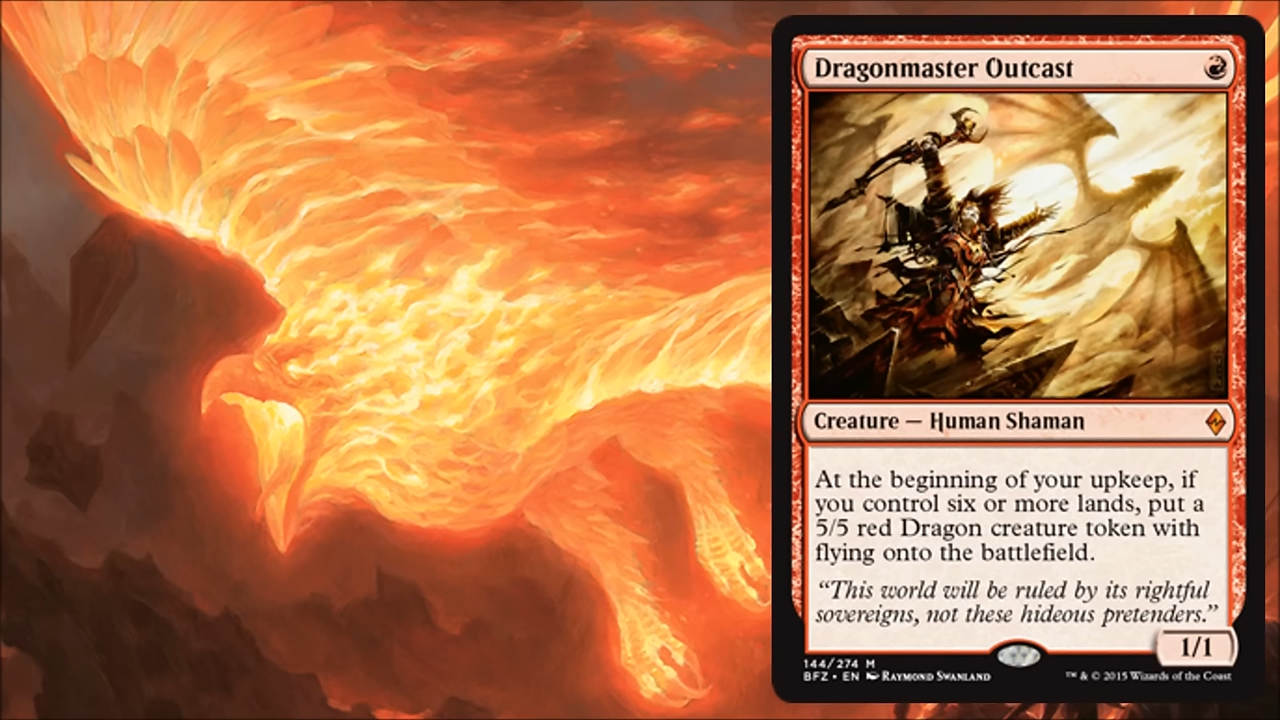 Dragonmaster Outcast
Creature — Human Shaman
At the beginning of your upkeep, if
you control six or more lands, put a
5/5 red Dragon creature token with
flying onto the battlefield.
“This world will be ruled by its rightful
sovereigns, not these hideous pretenders.”
1/1
144/274 M
BFZ • EN Raymond Swanland
™ & © 2015 Wizards of the Coast